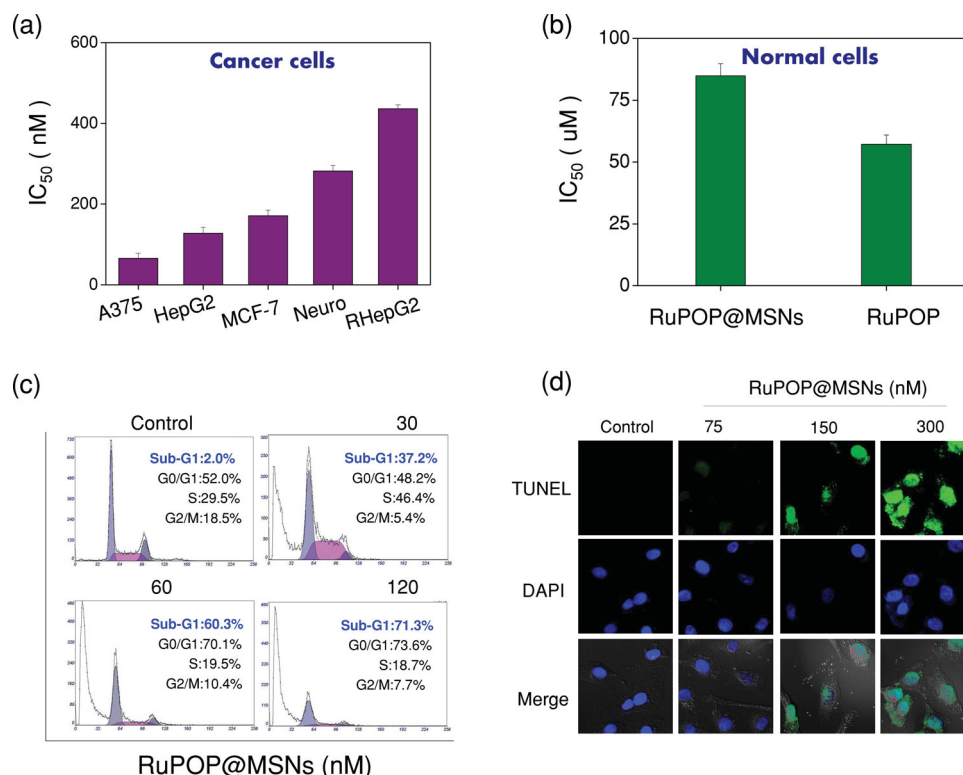 (a)
600
400
200
0
IC50 ( nM )
Cancer cells
A375
HepG2
MCF-7
Neuro
RHepG2
(b)
100
75
50
25
0
IC50 ( uM )
Normal cells
RuPOP@MSNs
RuPOP
(c)
Control
Sub-G1:2.0%
G0/G1:52.0%
S:29.5%
G2/M:18.5%
30
Sub-G1:37.2%
G0/G1:48.2%
S:46.4%
G2/M:5.4%
60
Sub-G1:60.3%
G0/G1:70.1%
S:19.5%
G2/M:10.4%
120
Sub-G1:71.3%
G0/G1:73.6%
S:18.7%
G2/M:7.7%
RuPOP@MSNs (nM)
(d)
RuPOP@MSNs (nM)
Control
75
150
300
TUNEL
DAPI
Merge